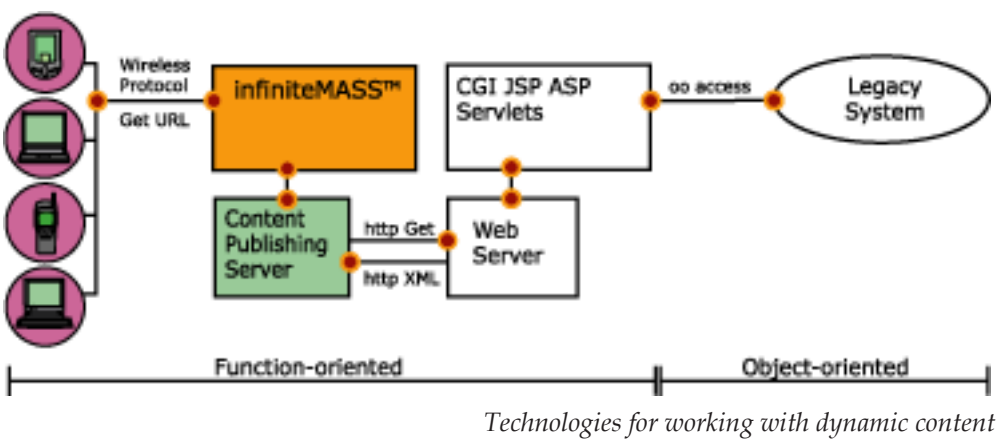 Wireless
Protocol
Get URL
infiniteMASS™
CGI JSP ASP
Servlets
oo access
Legacy
System
Content
Publishing
Server
http Get
http XML
Web
Server
Function-oriented
Object-oriented
Technologies for working with dynamic content